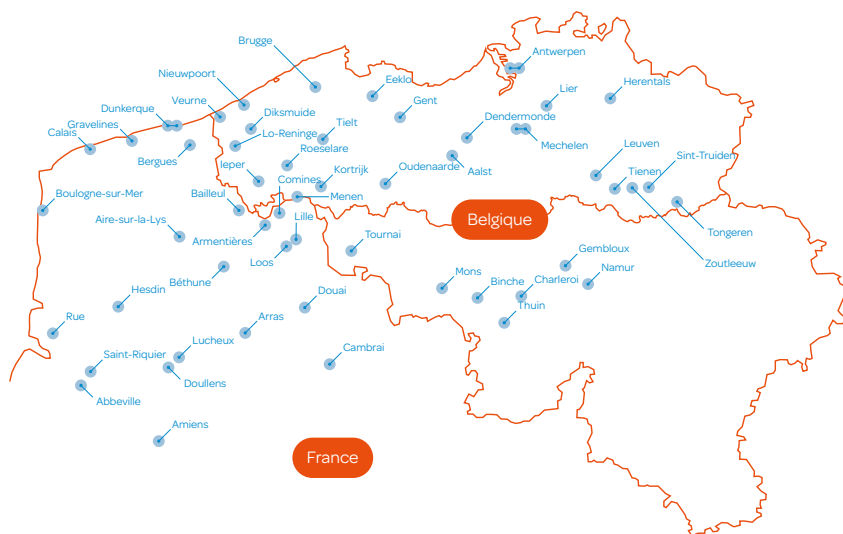 Brugge
Antwerpen
Nieuwpoort
Eeklo
Lier
Herentals
Veurne
Dunkerque
Gent
Diksmuide
Dendermonde
Gravelines
Tielt
Calais
Lo-Reninge
Mechelen
Roeselare
Leuven
Bergues
Sint-Truiden
Ieper
Kortrijk
Oudenaarde
Aalst
Tienen
Comines
Boulogne-sur-Mer
Bailleul
Menen
Aire-sur-la-Lys
Lille
Belgique
Tongeren
Armentières
Tournai
Loos
Gembloux
Zoutleeuw
Béthune
Mons
Binche
Charleroi
Namur
Hesdin
Douai
Thuin
Rue
Arras
Lucheux
Cambrai
Saint-Riquier
Doullens
Abbeville
Amiens
France